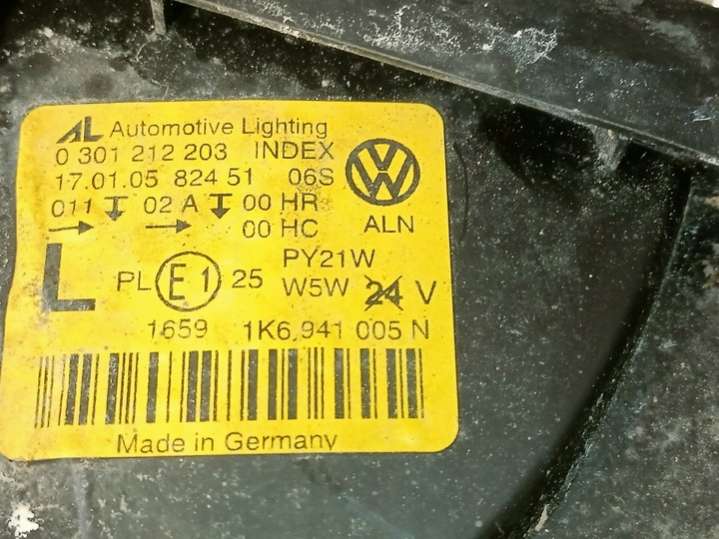 AL Automotive Lighting
0 301 212 203 INDEX
17.01.05 824 51 06S
011 02 A 00 HR
00 HC
ALN
L PL E1 25 PY21W
W5W 24 V
1659 1K6.941 005 N
Made in Germany